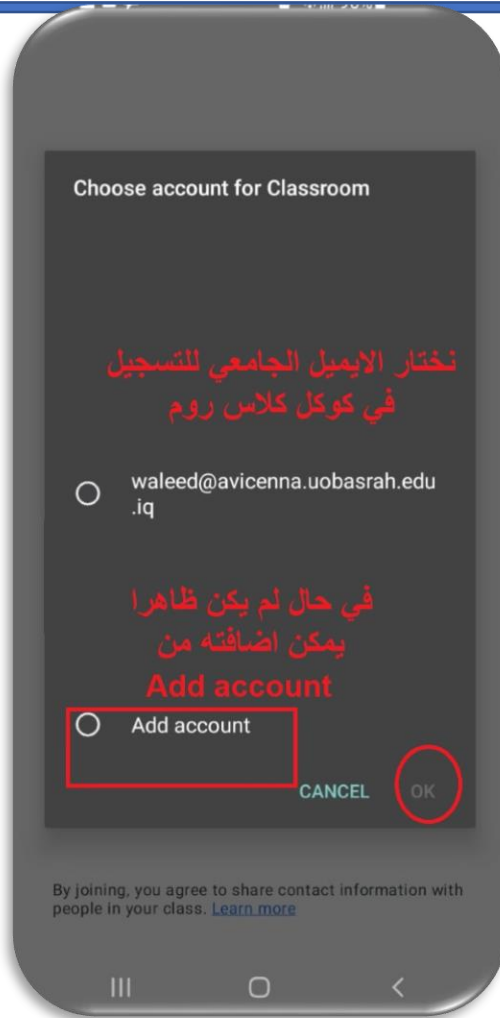 Choose account for Classroom
نختار الايميل الجامعي للتسجيل
في كوكل كلاس روم
waleed@avicenna.uobasrah.edu
.iq
في حال لم يكن ظاهرا
يمكن اضافته من
Add account
Add account
CANCEL OK
By joining, you agree to share contact information with
people in your class. Learn more